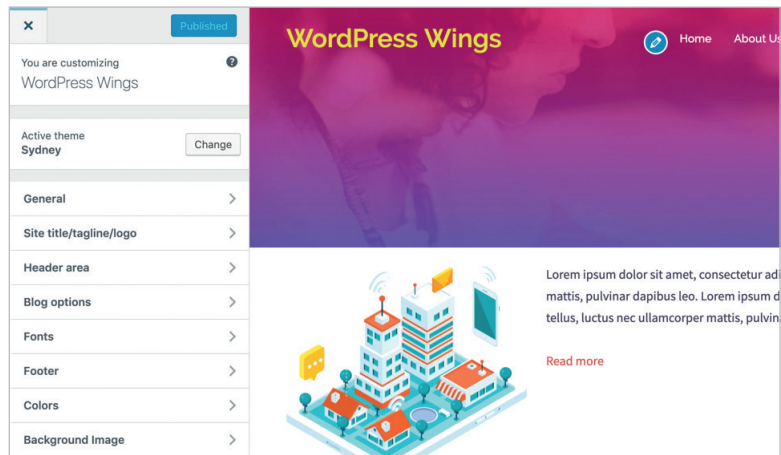 Published
You are customizing
WordPress Wings
Active theme
Sydney
Change
General
Site title/tagline/logo
Header area
Blog options
Fonts
Footer
Colors
Background Image
WordPress Wings
Home About Us
Lorem ipsum dolor sit amet, consectetur adi
mattis, pulvinar dapibus leo. Lorem ipsum d
tellus, luctus nec ullamcorper mattis, pulvin
Read more